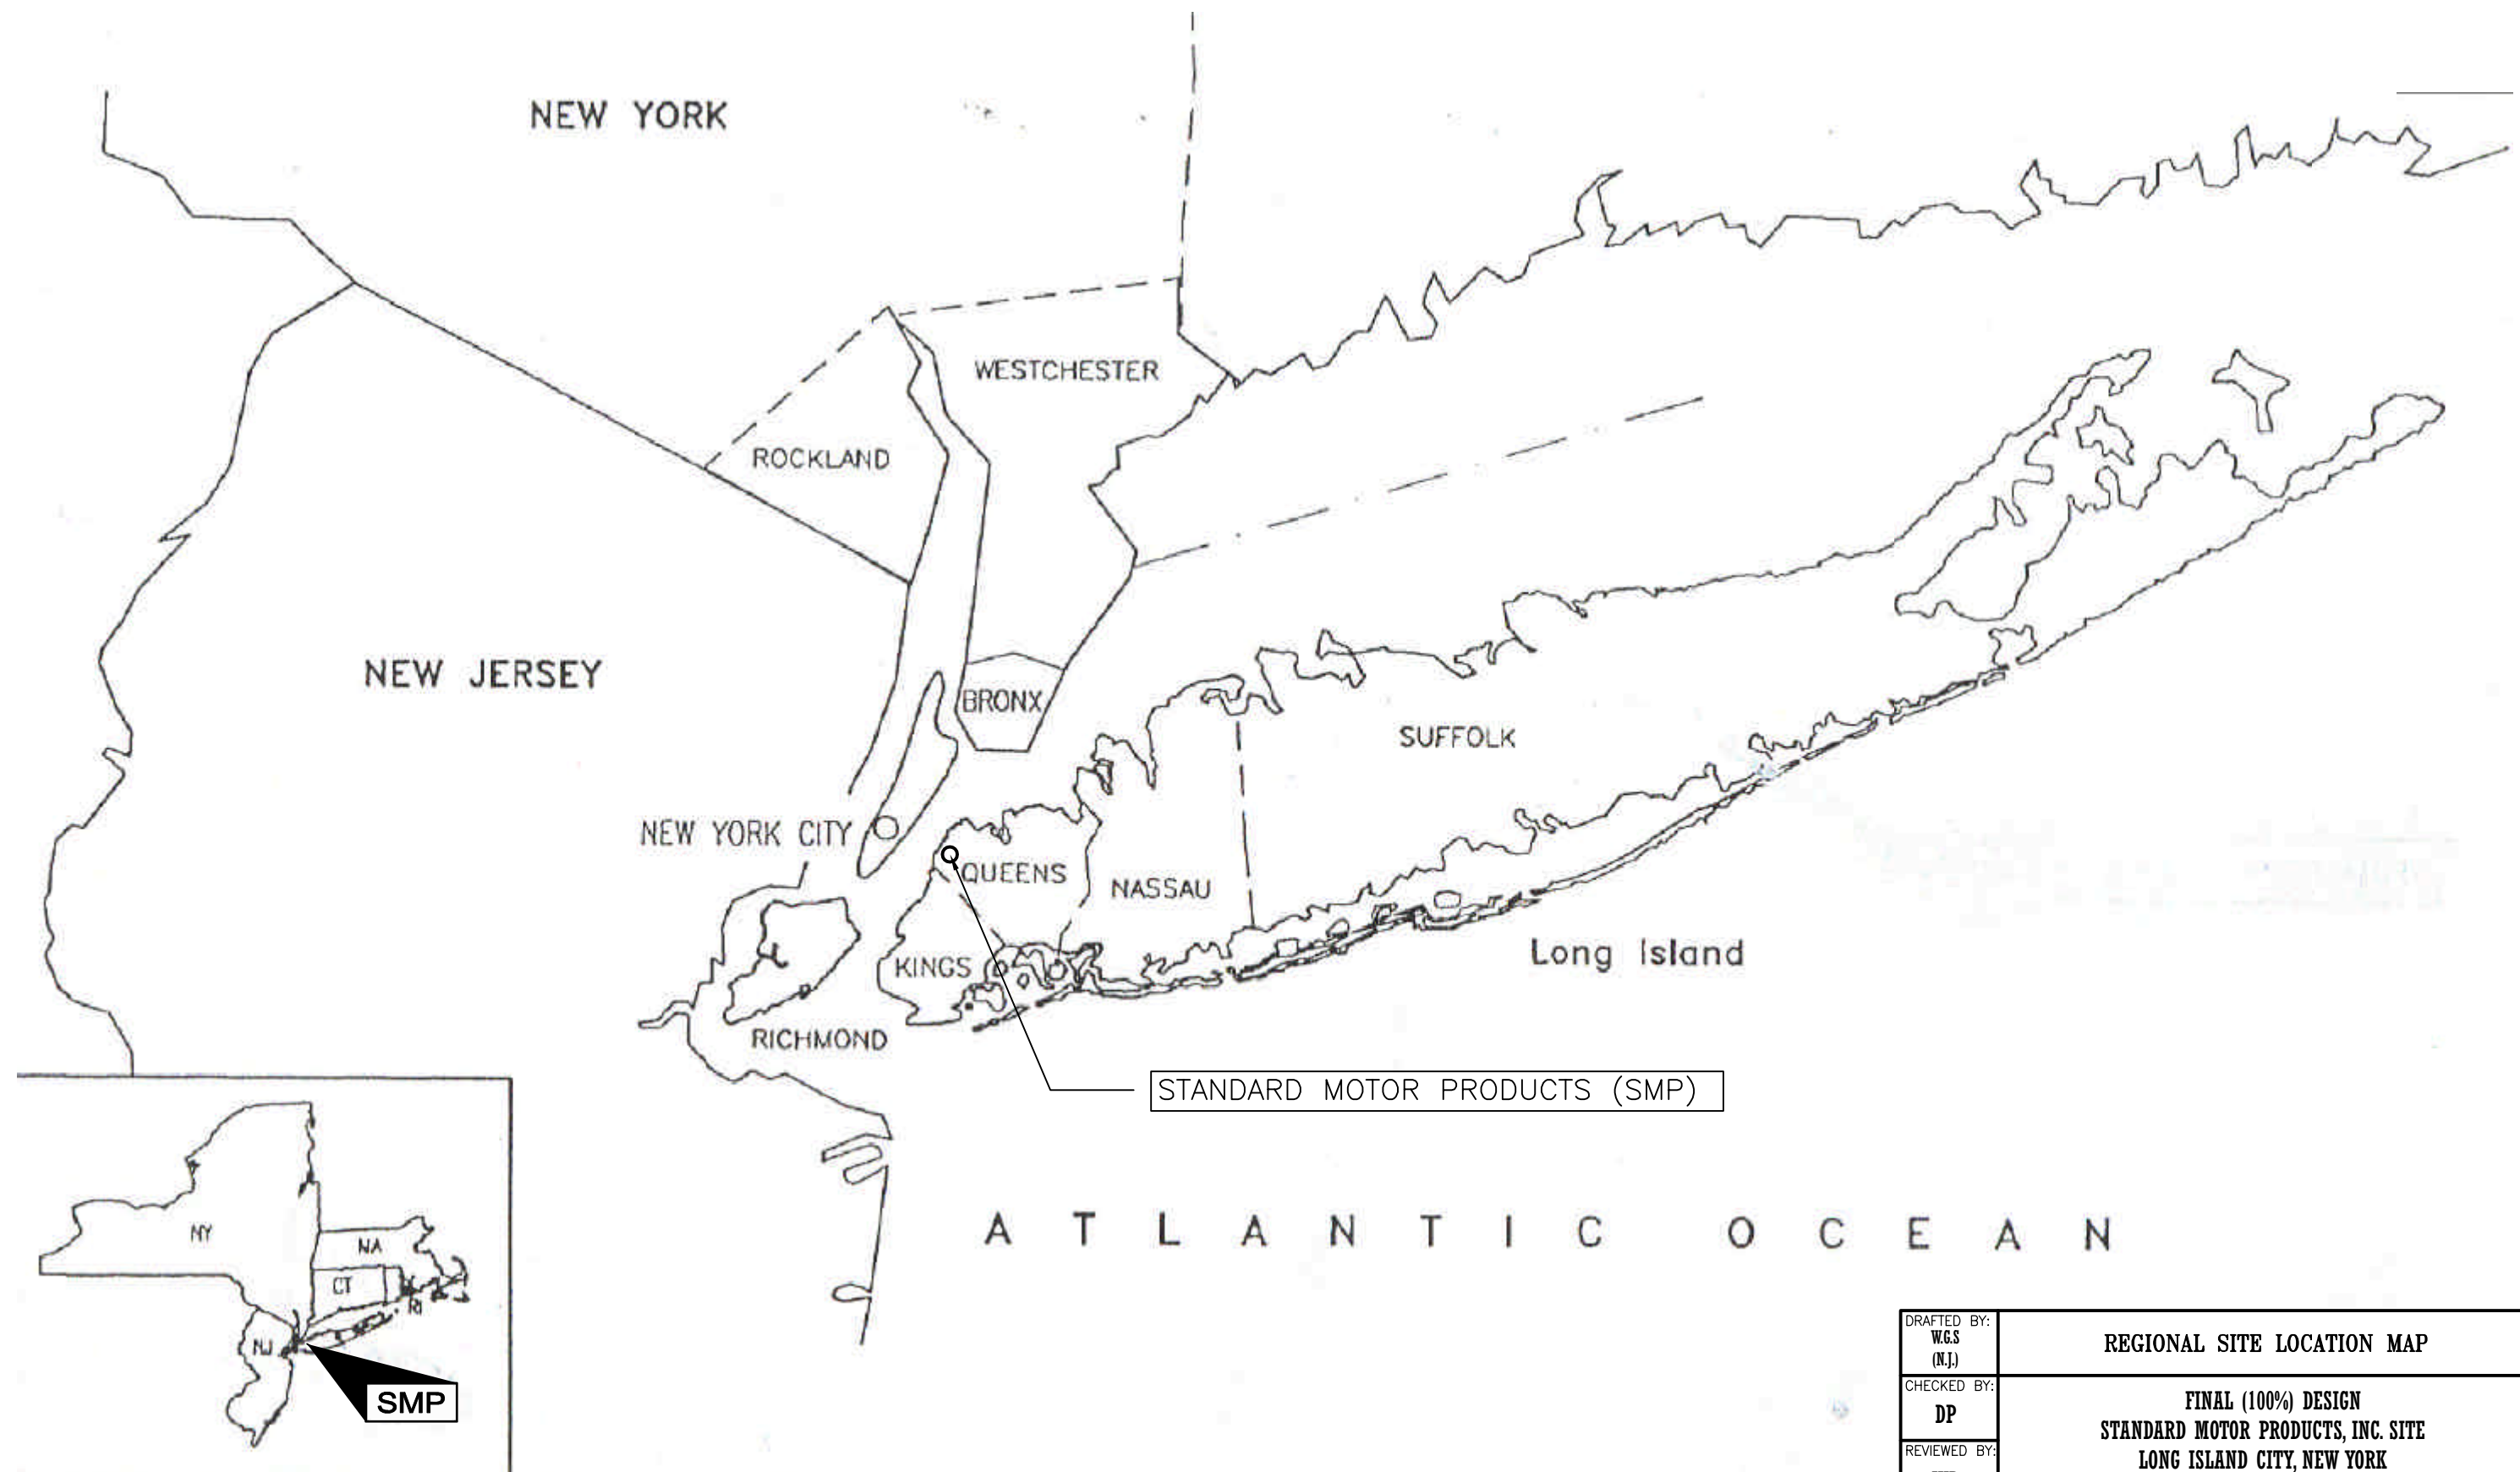 NEW YORK
WESTCHESTER
ROCKLAND
NEW JERSEY
BRONX
SUFFOLK
NEW YORK CITY
QUEENS
NASSAU
Long Island
KINGS
RICHMOND
STANDARD MOTOR PRODUCTS (SMP)
ATLANTIC OCEAN
NY
NA
CT
RI
NJ
SMP
DRAFTED BY:
W.G.S
(N.J.)
REGIONAL SITE LOCATION MAP
CHECKED BY:
DP
FINAL (100%) DESIGN
STANDARD MOTOR PRODUCTS, INC. SITE
LONG ISLAND CITY, NEW YORK
REVIEWED BY: